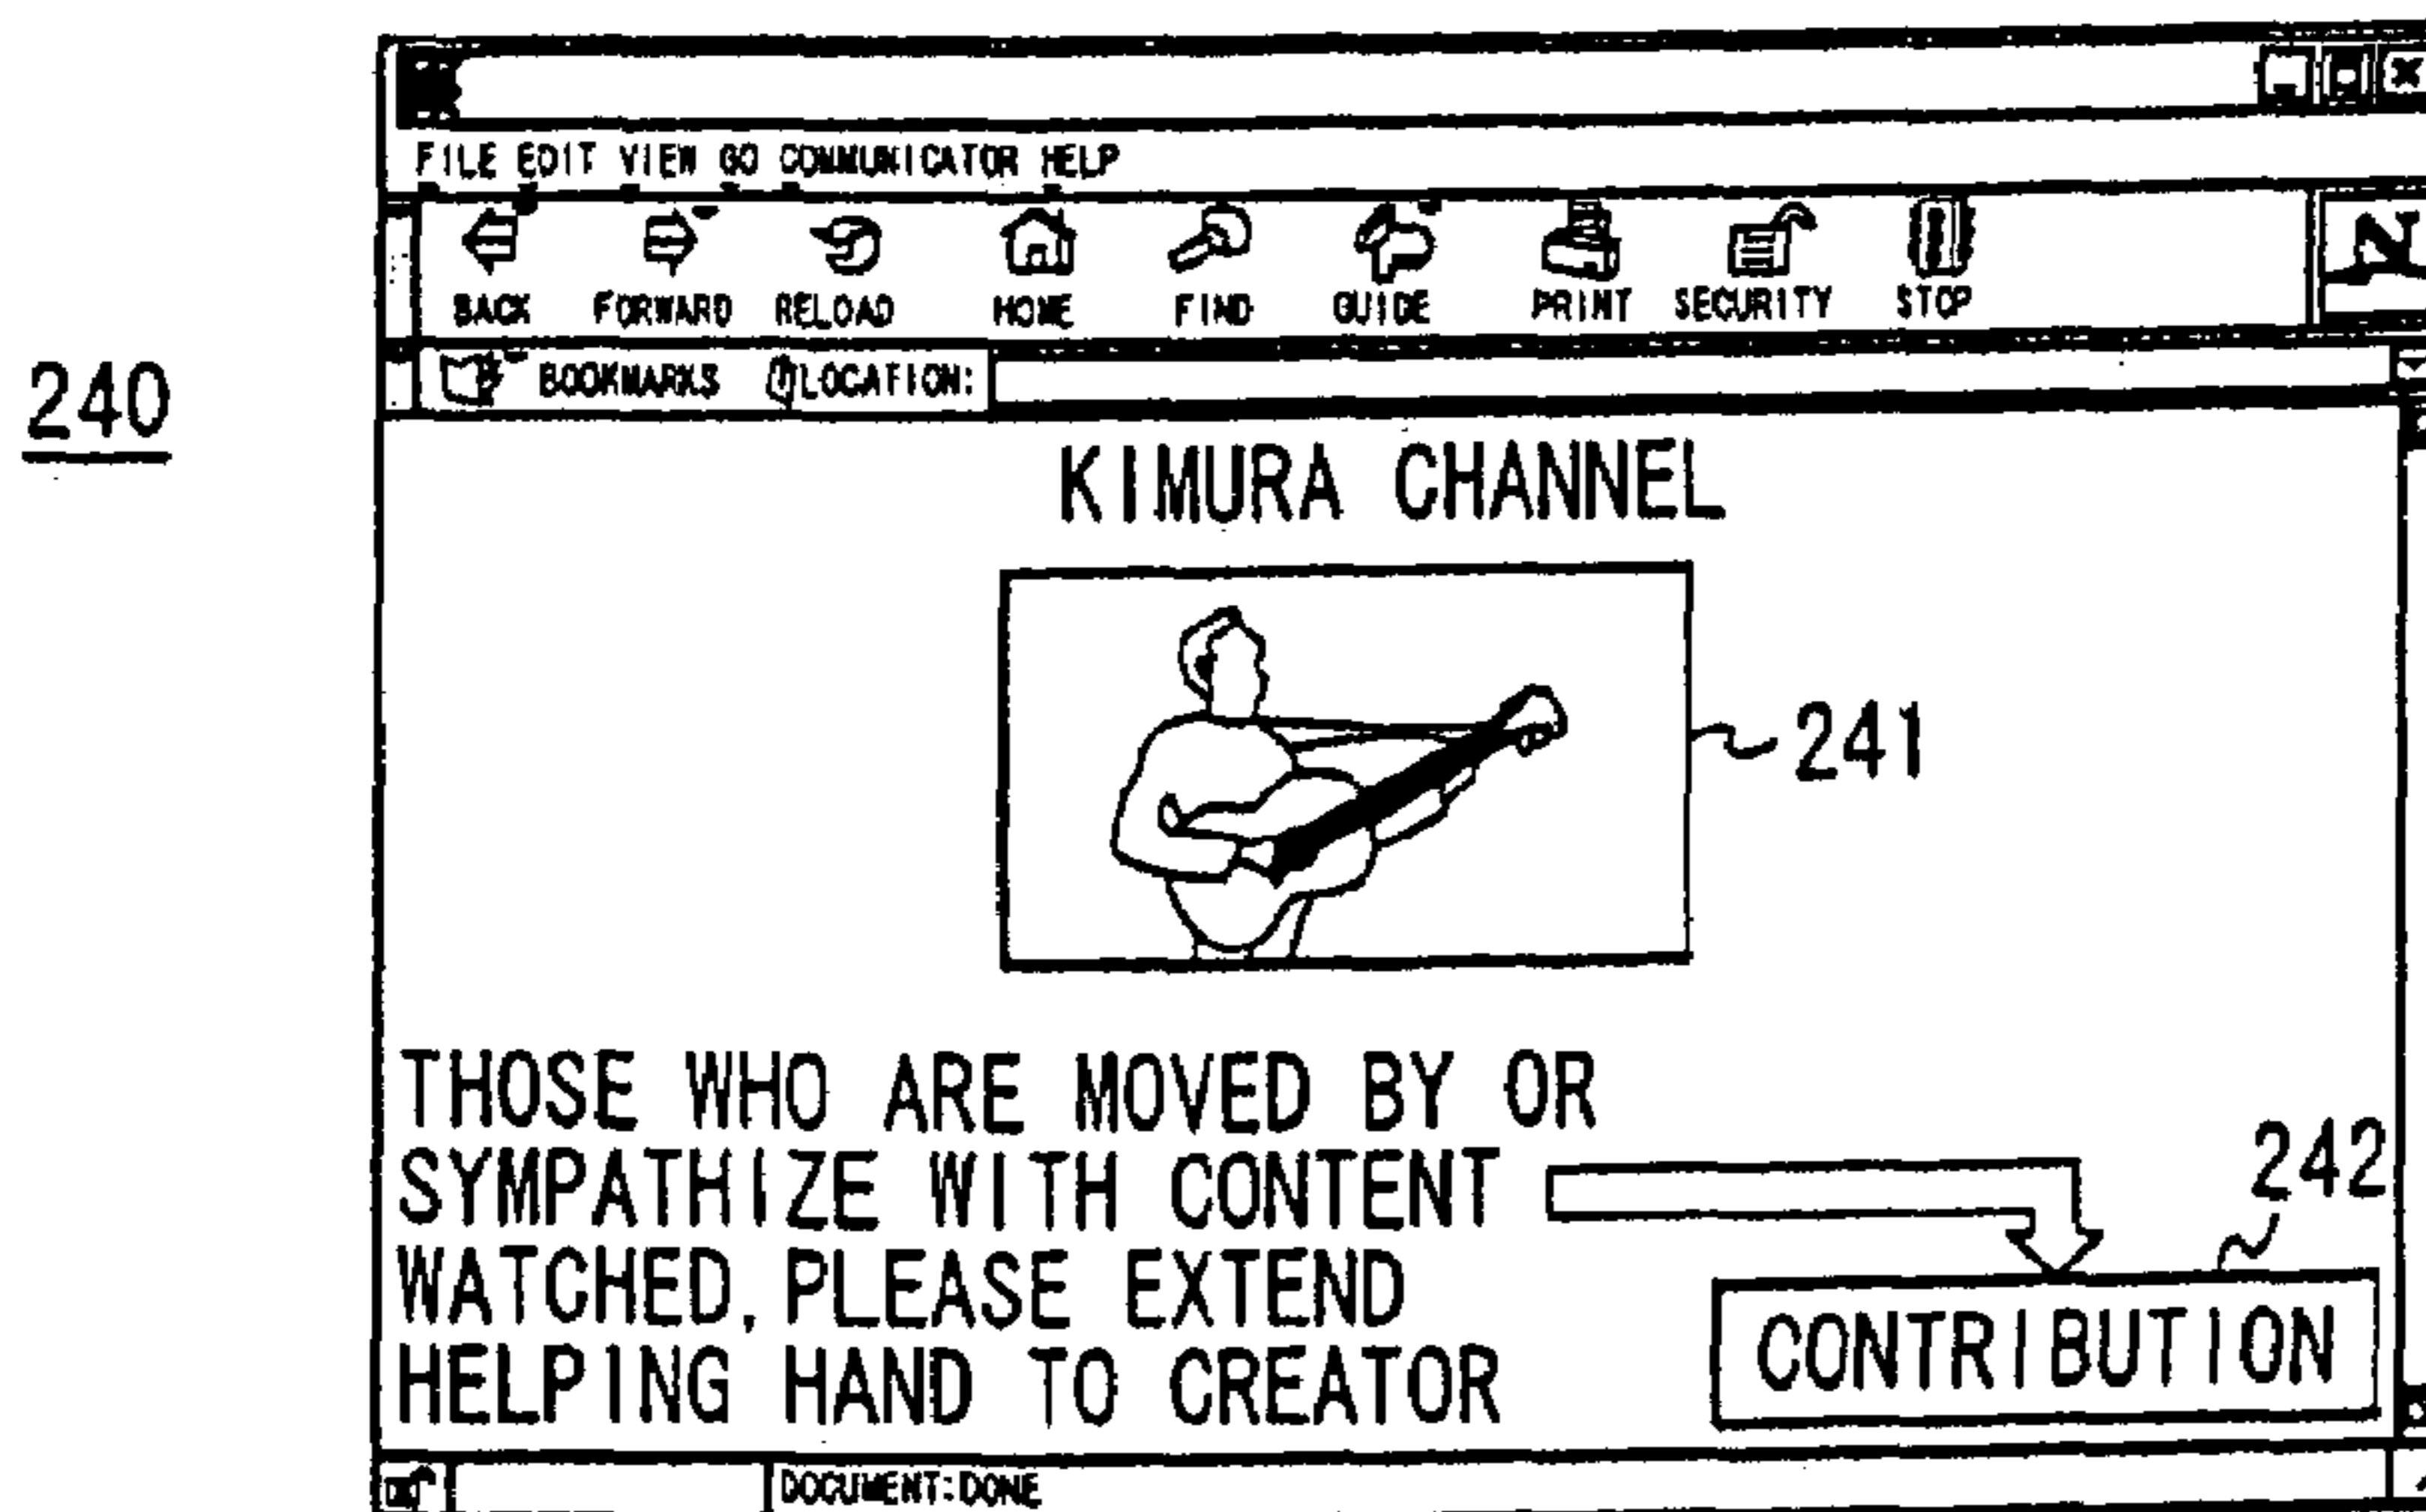 FILE EDIT VIEW GO COMMUNICATOR HELP
BACK FORWARD RELOAD HOME FIND GUIDE PRINT SECURITY STOP
N
BOOKMARKS LOCATION:
240
KIMURA CHANNEL
241
THOSE WHO ARE MOVED BY OR
SYMPATHIZE WITH CONTENT
WATCHED, PLEASE EXTEND
HELPING HAND TO CREATOR
242
CONTRIBUTION
DOCUMENT:DONE